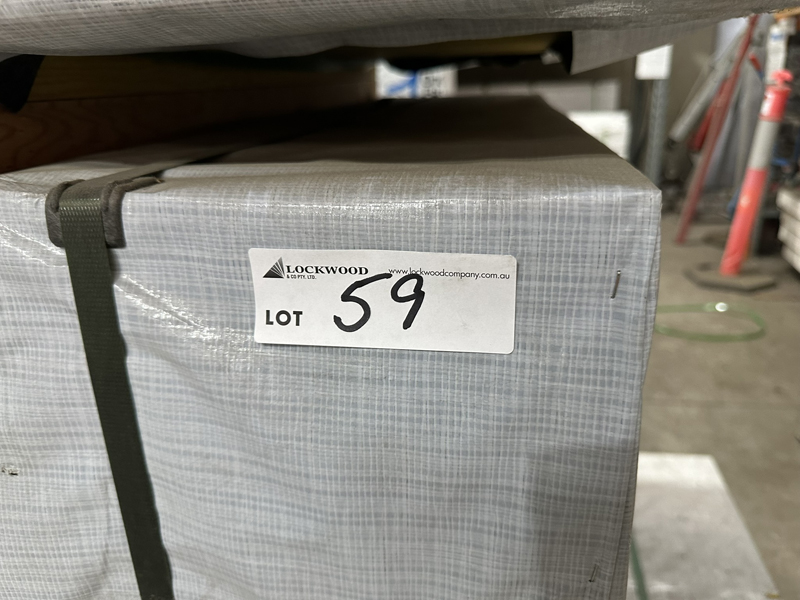 LOCKWOOD www.lockwoodcompany.com.au
& CO PTY. LTD.
LOT 59